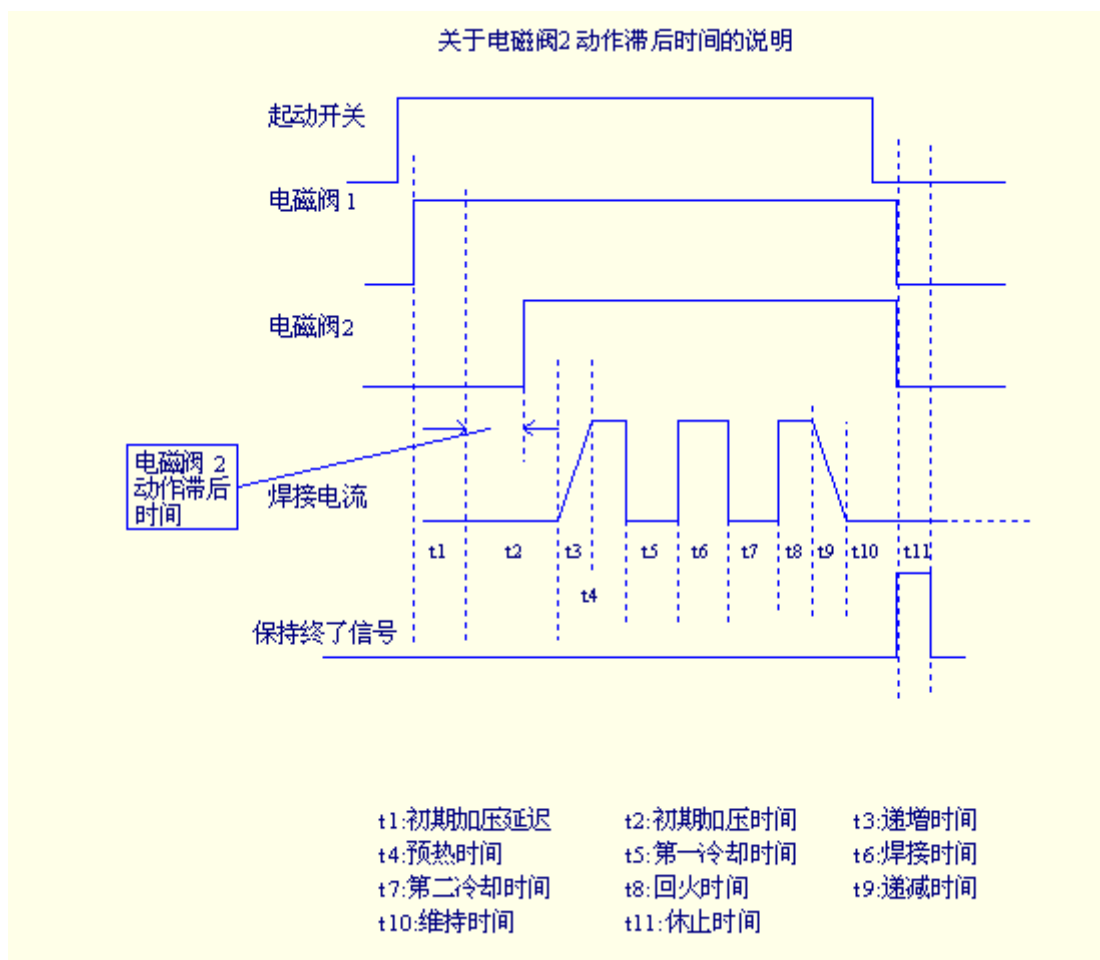 关于电磁阀2动作滞后时间的说明
起动开关
电磁阀 1
电磁阀2
电磁阀 2
动作滞后
时间
焊接电流
t1 t2 t3 t5 t6 t7 t8 t9 t10 t11
t4
保持终了信号
t1:初期加压延迟 t2:初期加压时间 t3:递增时间
t4:预热时间 t5:第一冷却时间 t6:焊接时间
t7:第二冷却时间 t8:回火时间 t9:递减时间
t10:维持时间 t11:休止时间